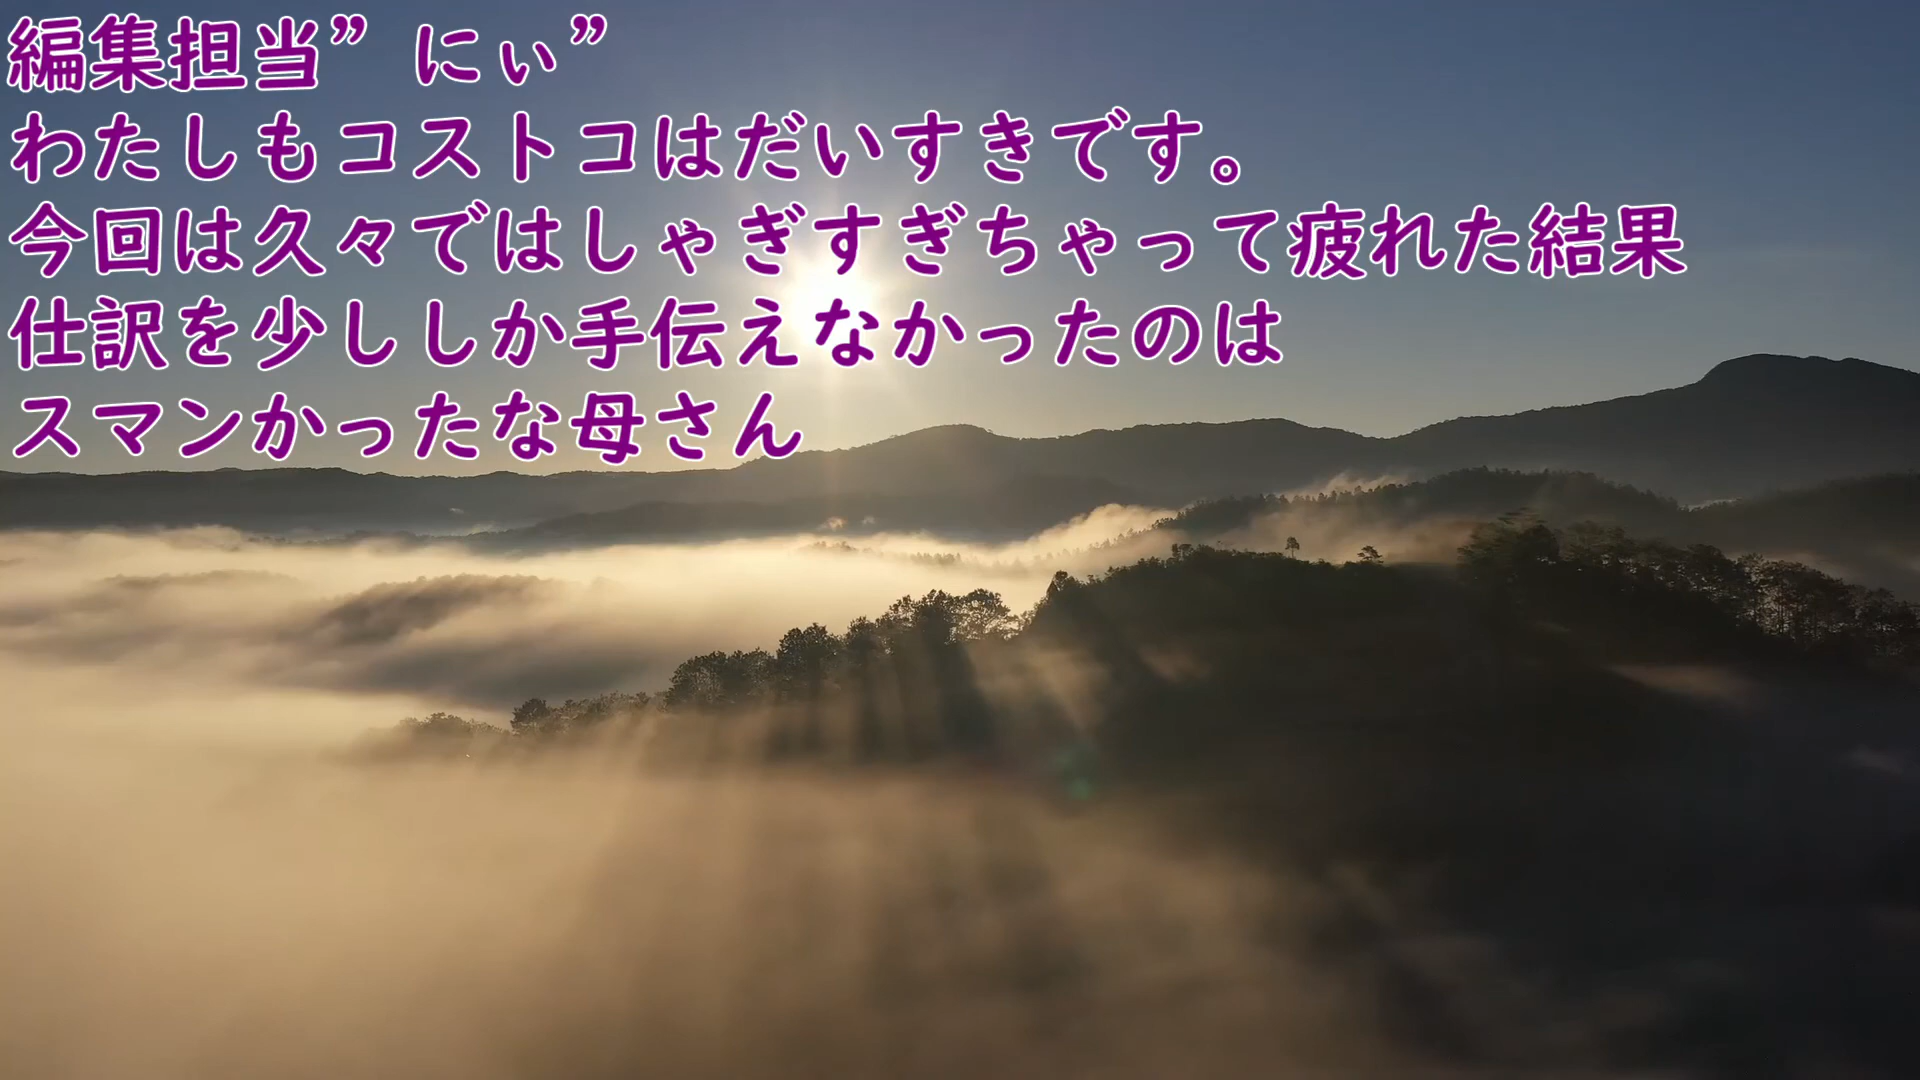 編集担当”にぃ”
わたしもコストコはだいすきです。
今回は久々ではしゃぎすぎちゃって疲れた結果
仕訳を少ししか手伝えなかったのは
スマンかったな母さん